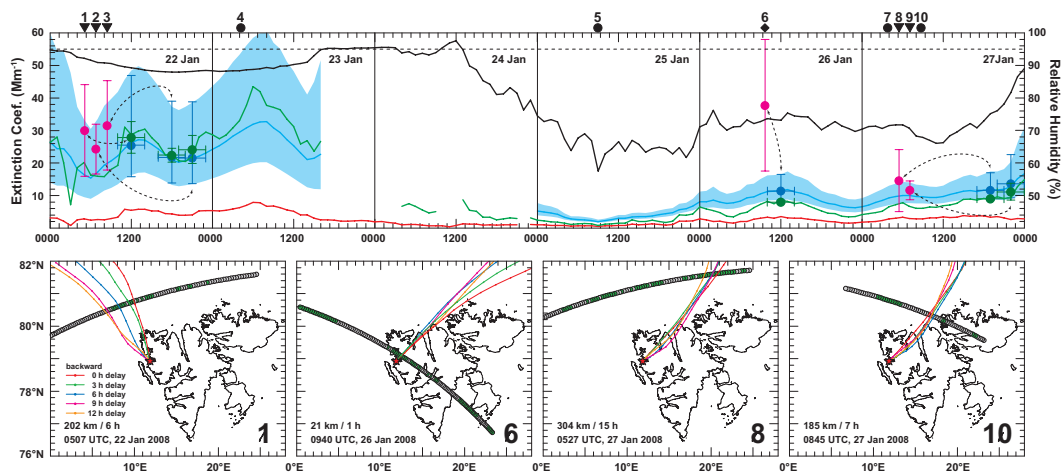 1 2 3 4 5 6 7 8 9 10
60 100
22 Jan 23 Jan 24 Jan 25 Jan 26 Jan 27Jan
50 90
40 80
30 70
20 60
10 50
40
Extinction Coef. (Mm⁻¹)
Relative Humidity (%)
0000 1200 0000 1200 0000 1200 0000 1200 0000 1200 0000 1200 0000
82°N
80°N
78°N
76°N
backward
0 h delay
3 h delay
6 h delay
9 h delay
12 h delay
202 km / 6 h
0507 UTC, 22 Jan 2008
1
10°E 20°E
21 km / 1 h
0940 UTC, 26 Jan 2008
6
0°E 10°E 20°E
304 km / 15 h
0527 UTC, 27 Jan 2008
8
0°E 10°E 20°E
185 km / 7 h
0845 UTC, 27 Jan 2008
10
0°E 10°E 20°E